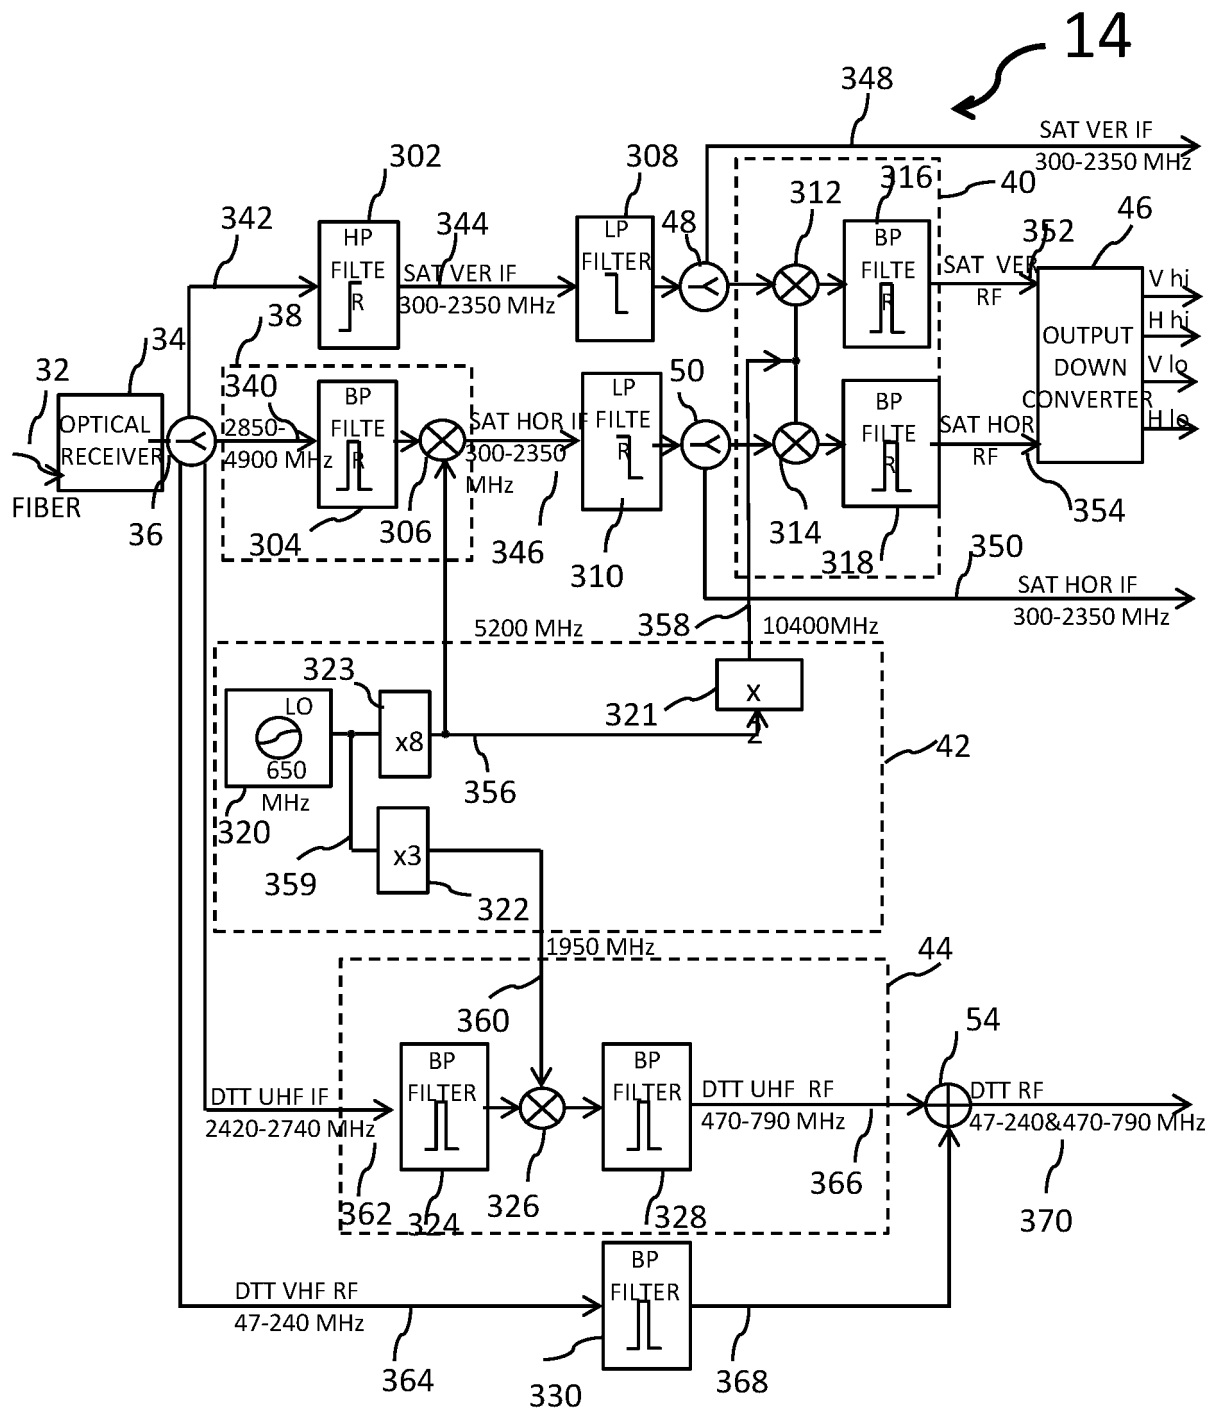 14
348
SAT VER IF
300-2350 MHz
302
308
316
40
312
46
342
344
48
352
HP
FILTE
R
LP
FILTER
BP
FILTE
R
SAT VER IF
300-2350 MHz
SAT VER
RF
V hi
H hi
V lo
H lo
38
34
OUTPUT
DOWN
CONVERTER
32
340
50
OPTICAL
RECEIVER
2850-
4900 MHz
BP
FILTE
R
SAT HOR IF
300-2350
MHz
LP
FILTE
R
BP
FILTE
R
SAT HOR
RF
FIBER
36
304
306
346
310
314
318
354
350
SAT HOR IF
300-2350 MHz
5200 MHz
358
10400MHz
323
321
X
2
LO
650
MHz
320
x8
356
42
359
x3
322
1950 MHz
44
360
54
BP
FILTER
BP
FILTER
DTT UHF IF
2420-2740 MHz
DTT UHF RF
470-790 MHz
DTT RF
47-240&470-790 MHz
362
324
326
328
366
370
BP
FILTER
DTT VHF RF
47-240 MHz
364
330
368